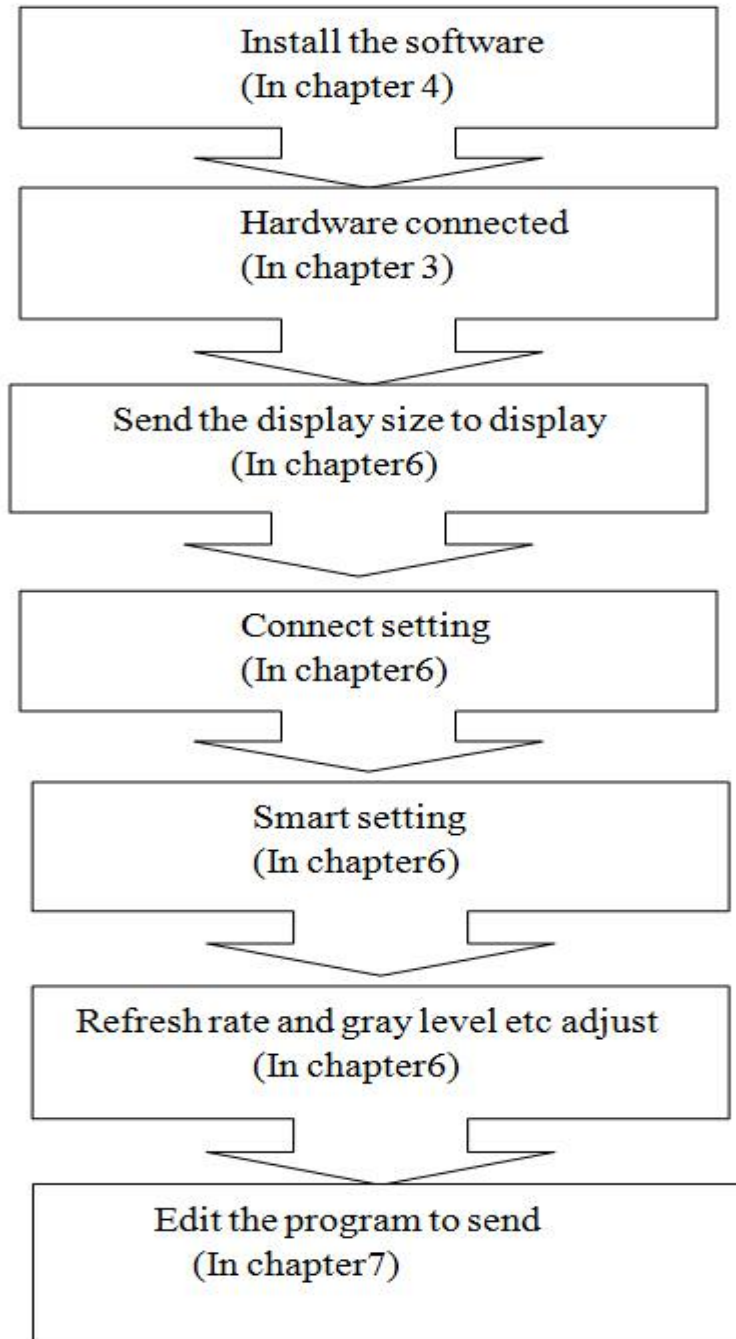 Install the software
(In chapter 4)
Hardware connected
(In chapter 3)
Send the display size to display
(In chapter6)
Connect setting
(In chapter6)
Smart setting
(In chapter6)
Refresh rate and gray level etc adjust
(In chapter6)
Edit the program to send
(In chapter7)